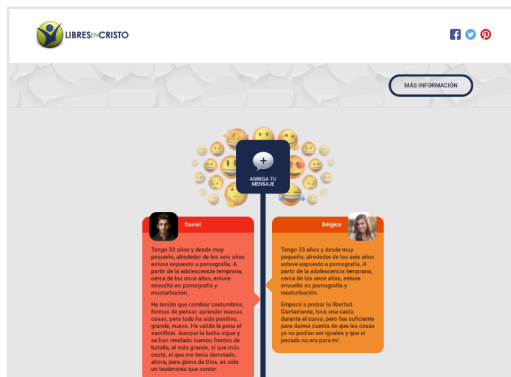 LIBRESENCRISTO
MÁS INFORMACIÓN
AGREGA TU
MENSAJE
Daniel
Tengo 33 años y desde muy
pequeño, alrededor de los seis años
estuve expuesto a pornografía. A
partir de la adolescencia temprana,
cerca de los once años, estuve
envuelto en pornografía y
masturbación.
He tenido que cambiar costumbres,
formas de pensar, aprender nuevas
cosas, pero todo ha sido positivo,
grande, nuevo. Ha valido la pena el
sacrificio. Aunque la lucha sigue y
se han revelado nuevos frentes de
batalla, el más grande, el que más
costó, el que me tenía derrotado,
ahora, para gloria de Dios, es sólo
un testimonio que contar.
Bélgica
Tengo 33 años y desde muy
pequeño, alrededor de los seis años
estuve expuesto a pornografía. A
partir de la adolescencia temprana,
cerca de los once años, estuve
envuelto en pornografía y
masturbación.
Empecé a probar la libertad.
Ciertamente, tuve una caída
durante el curso, pero fue suficiente
para darme cuenta de que las cosas
ya no podían ser iguales y que el
pecado no era para mí.